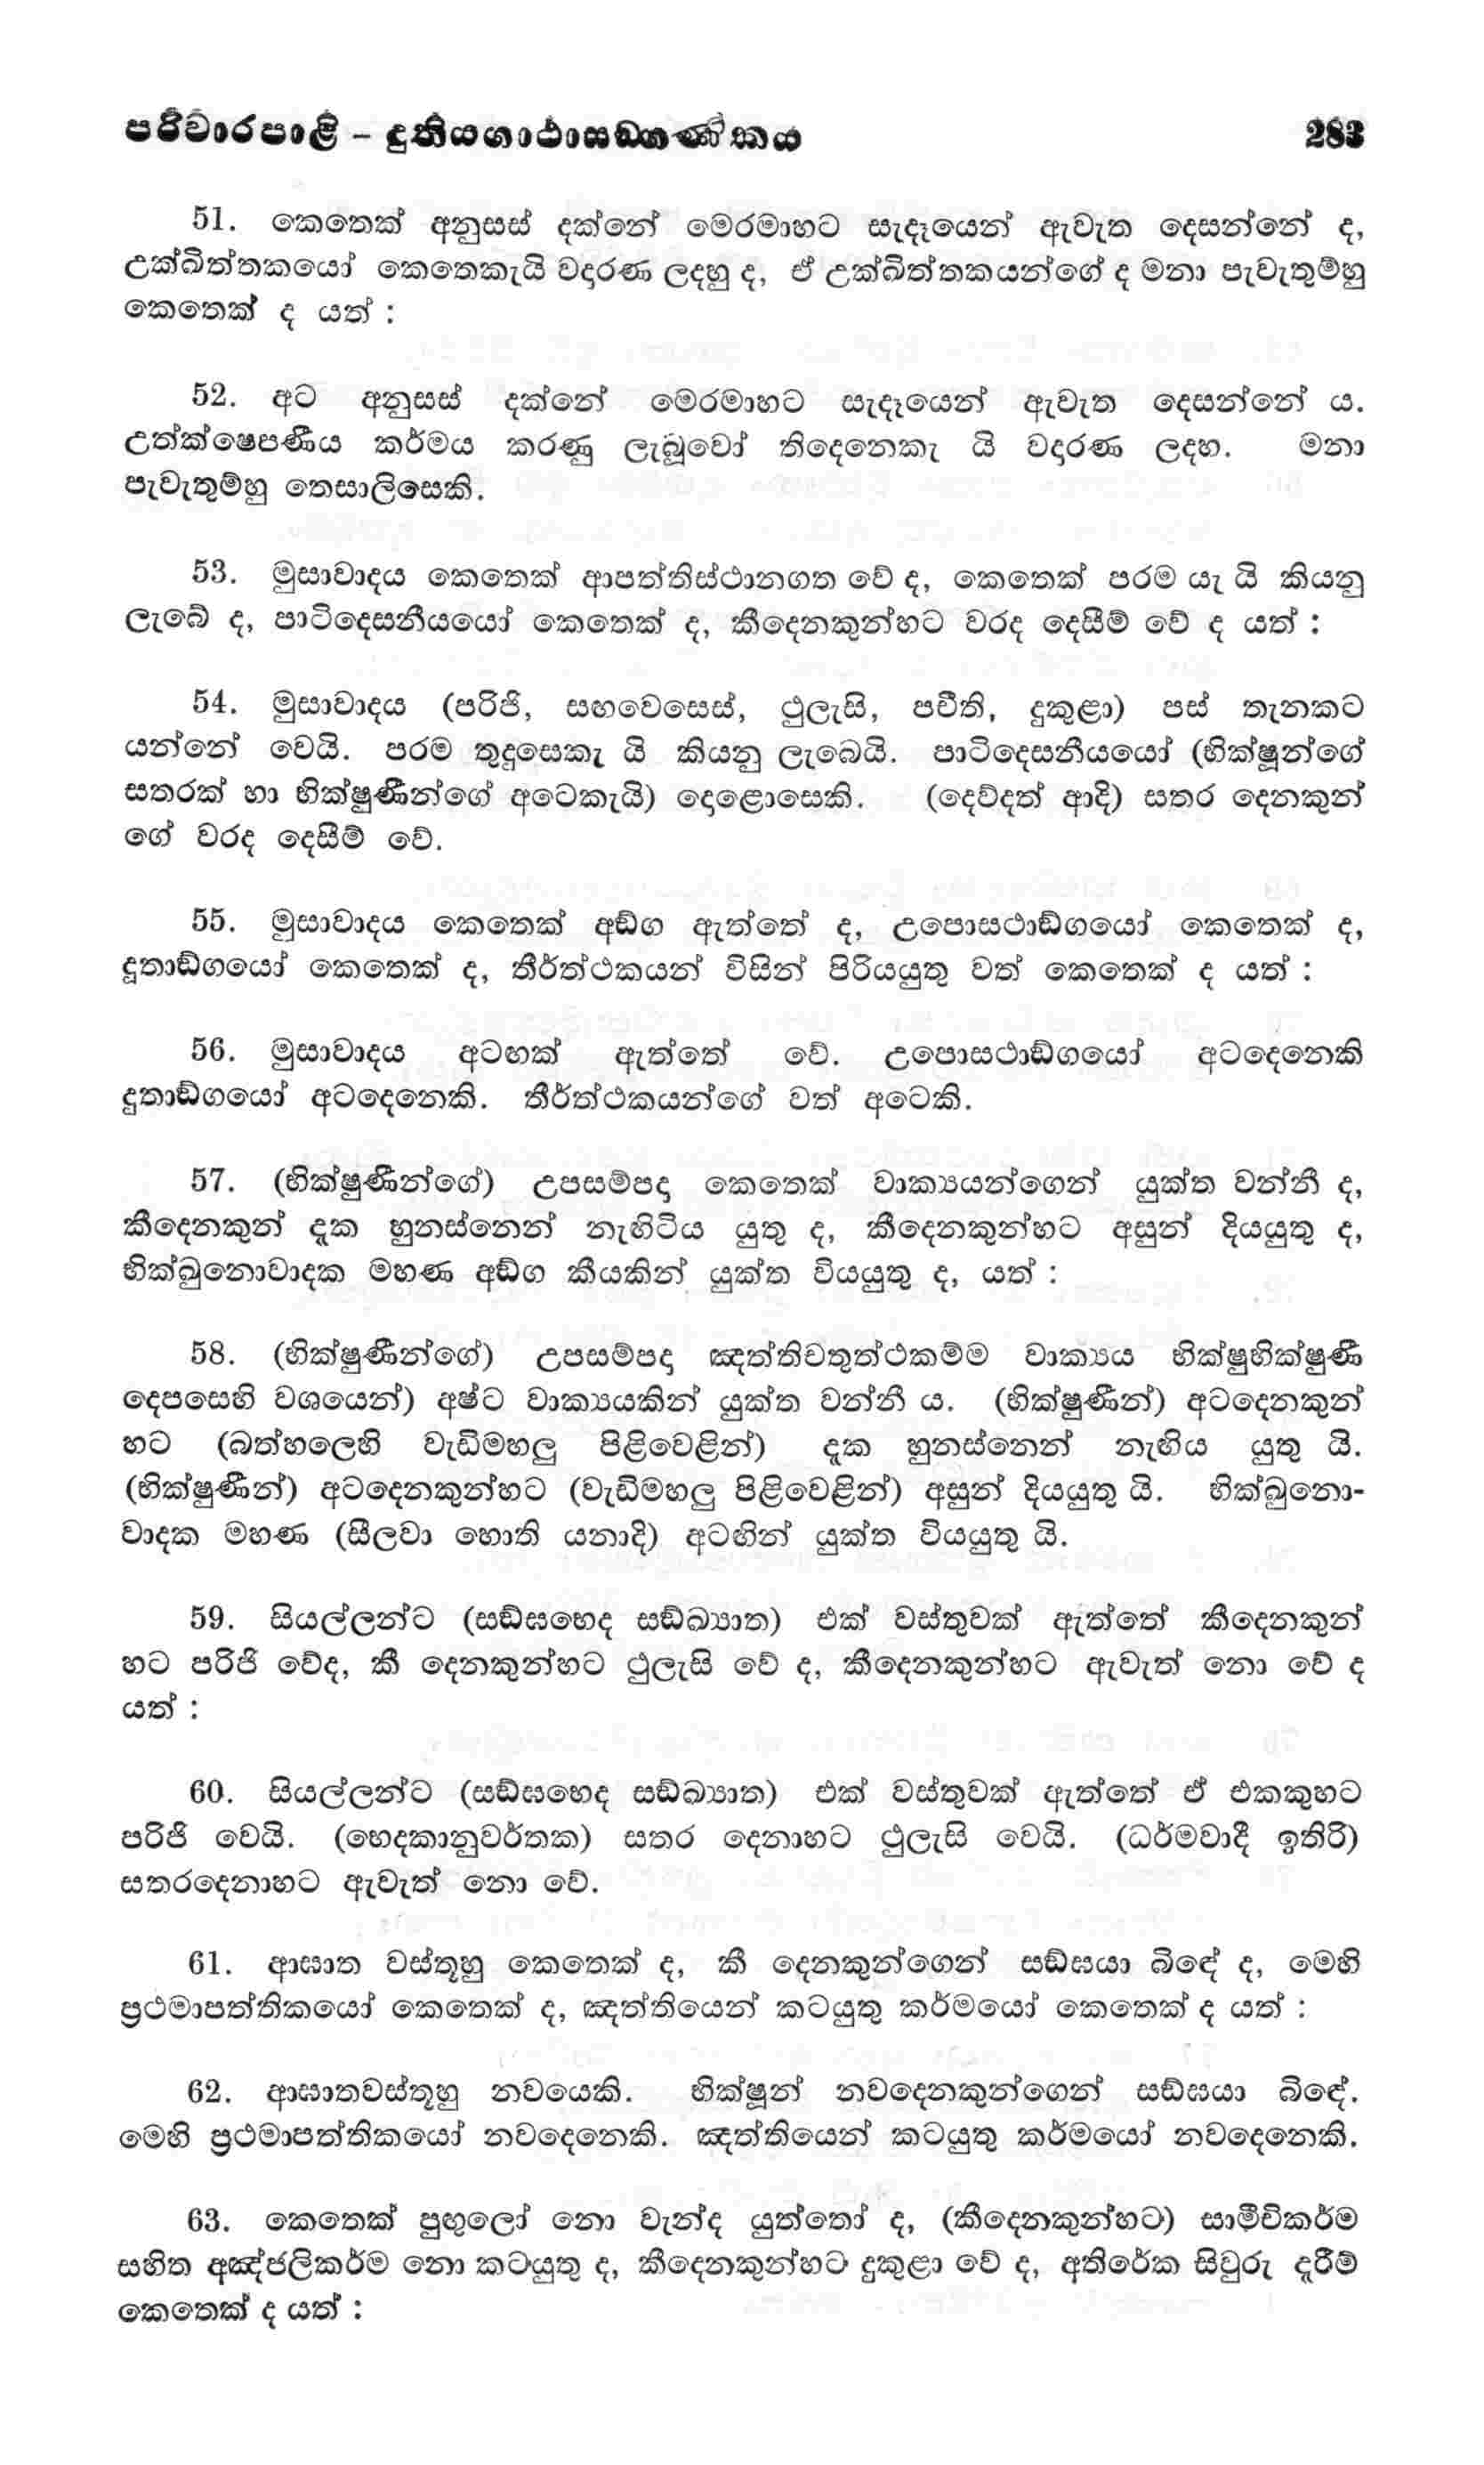 පරිවාරපාළි – දුතියගාථාසඞ්ගණිකය 283
51. කෙතෙක් අනුසස් දක්නේ මෙරමාහට සැදෑයෙන් ඇවැත දෙසන්නේ ද,
උක්ඛිත්තකයෝ කෙතෙකැයි වදාරණ ලදහු ද, ඒ උක්ඛිත්තකයන්ගේ ද මනා පැවැතුම්හු
කෙතෙක් ද යත් :
52. අට අනුසස් දක්නේ මෙරමාහට සැදෑයෙන් ඇවැත දෙසන්නේ ය.
උත්ක්ෂෙපණීය කර්මය කරණු ලැබූවෝ තිදෙනෙකැ යි වදාරණ ලදහ. මනා
පැවැතුම්හු තෙසාලිසෙකි.
53. මුසාවාදය කෙතෙක් ආපත්තිස්ථානගත වේ ද, කෙතෙක් පරම යැ යි කියනු
ලැබේ ද, පාටිදෙසනීයයෝ කෙතෙක් ද, කීදෙනකුන්හට වරද දෙසීම් වේ ද යත් :
54. මුසාවාදය (පරිජි, සඟවෙසෙස්, ථුලැසි, පචීති, දුකුළා) පස් තැනකට
යන්නේ වෙයි. පරම තුදුසෙකැ යි කියනු ලැබෙයි. පාටිදෙසනීයයෝ (භික්ෂූන්ගේ
සතරක් හා භික්ෂුණීන්ගේ අටෙකැයි) දොළොසෙකි. (දෙව්දත් ආදි) සතර දෙනකුන්
ගේ වරද දෙසීම් වේ.
55. මුසාවාදය කෙතෙක් අඞ්ග ඇත්තේ ද, උපොසථාඞ්ගයෝ කෙතෙක් ද,
දූතාඞ්ගයෝ කෙතෙක් ද, තීර්ත්ථකයන් විසින් පිරියයුතු වත් කෙතෙක් ද යත් :
56. මුසාවාදය අටඟක් ඇත්තේ වේ. උපොසථාඞ්ගයෝ අටදෙනෙකි
දුතාඞ්ගයෝ අටදෙනෙකි. තීර්ත්ථකයන්ගේ වත් අටෙකි.
57. (භික්ෂුණීන්ගේ) උපසම්පදා කෙතෙක් වාක්‍යයන්ගෙන් යුක්ත වන්නී ද,
කීදෙනකුන් දැක හුනස්නෙන් නැඟිටිය යුතු ද, කීදෙනකුන්හට අසුන් දියයුතු ද,
භික්ඛුනොවාදක මහණ අඞ්ග කීයකින් යුක්ත වියයුතු ද, යත් :
58. (භික්ෂුණීන්ගේ) උපසම්පදා ඤත්තිචතුත්ථකම්ම වාක්‍යය භික්ෂුභික්ෂුණී
දෙපසෙහි වශයෙන්) අෂ්ට වාක්‍යයකින් යුක්ත වන්නී ය. (භික්ෂුණීන්) අටදෙනකුන්
හට (බත්හලෙහි වැඩිමහලු පිළිවෙළින්) දැක හුනස්නෙන් නැඟිය යුතු යි.
(භික්ෂුණීන්) අටදෙනකුන්හට (වැඩිමහලු පිළිවෙළින්) අසුන් දියයුතු යි. භික්ඛුනො-
වාදක මහණ (සීලවා හොති යනාදි) අටඟින් යුක්ත වියයුතු යි.
59. සියල්ලන්ට (සඞ්ඝභෙද සඞ්ඛ්‍යාත) එක් වස්තුවක් ඇත්තේ කීදෙනකුන්
හට පරිජි වේද, කී දෙනකුන්හට ථුලැසි වේ ද, කීදෙනකුන්හට ඇවැත් නො වේ ද
යත් :
60. සියල්ලන්ට (සඞ්ඝභෙද සඞ්ඛ්‍යාත) එක් වස්තුවක් ඇත්තේ ඒ එකකුහට
පරිජි වෙයි. (භෙදකානුවර්තක) සතර දෙනාහට ථුලැසි වෙයි. (ධර්මවාදී ඉතිරි)
සතරදෙනාහට ඇවැත් නො වේ.
61. ආඝාත වස්තූහු කෙතෙක් ද, කී දෙනකුන්ගෙන් සඞ්ඝයා බිඳේ ද, මෙහි
ප්‍රථමාපත්තිකයෝ කෙතෙක් ද, ඤත්තියෙන් කටයුතු කර්මයෝ කෙතෙක් ද යත් :
62. ආඝාතවස්තූහු නවයෙකි. භික්ෂූන් නවදෙනකුන්ගෙන් සඞ්ඝයා බිඳේ.
මෙහි ප්‍රථමාපත්තිකයෝ නවදෙනෙකි. ඤත්තියෙන් කටයුතු කර්මයෝ නවදෙනෙකි.
63. කෙතෙක් පුඟුලෝ නො වැන්ද යුත්තෝ ද, (කීදෙනකුන්හට) සාමීචිකර්ම
සහිත අඤ්ජලිකර්ම නො කටයුතු ද, කීදෙනකුන්හට දුකුළා වේ ද, අතිරේක සිවුරු දැරීම්
කෙතෙක් ද යත් :